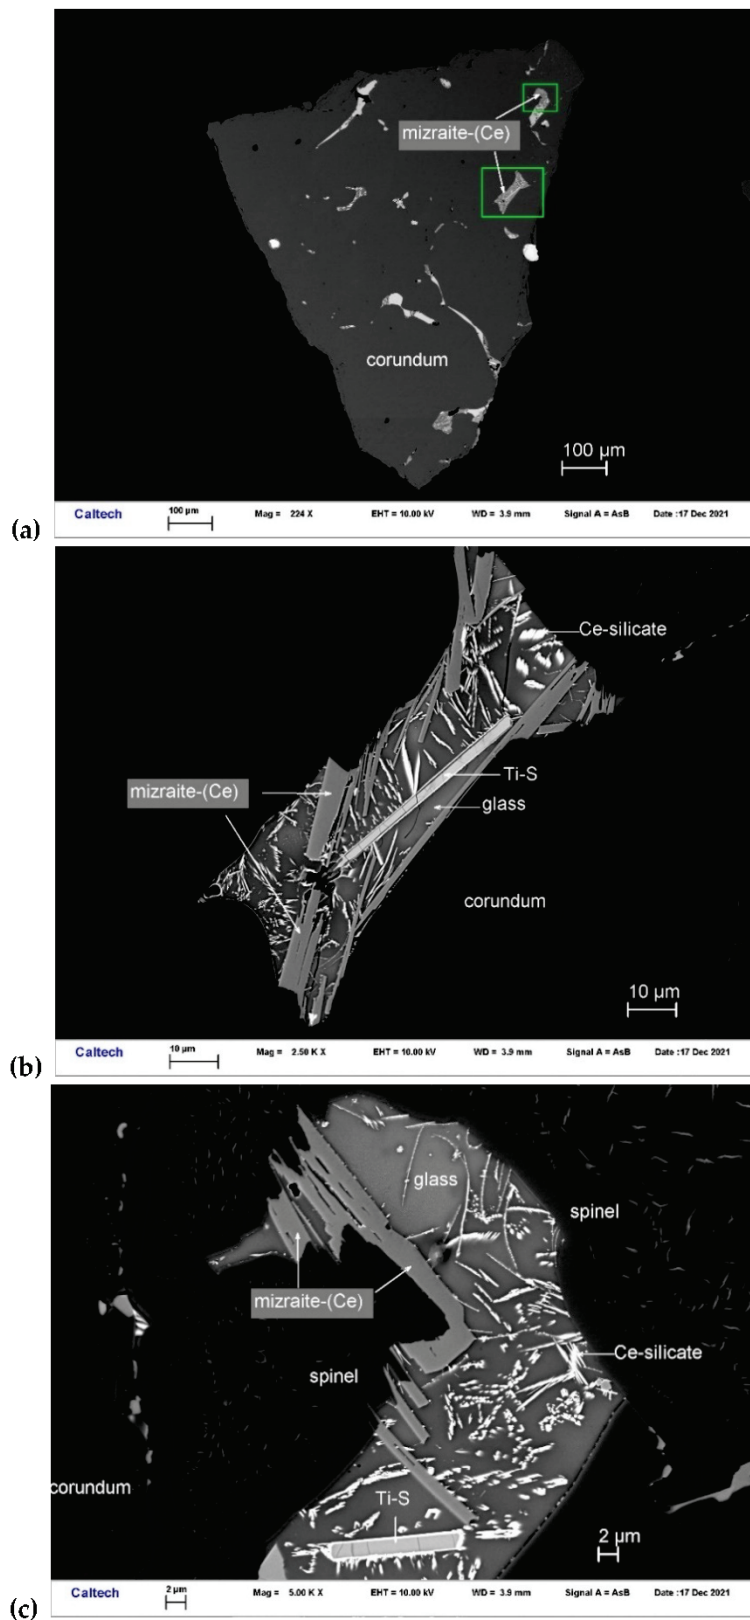 mizraite-(Ce)
corundum
100 µm
Caltech 100 µm Mag = 224 X EHT = 10.00 kV WD = 3.9 mm Signal A = AsB Date :17 Dec 2021
(a)
Ce-silicate
Ti-S
mizraite-(Ce)
glass
corundum
10 µm
Caltech 10 µm Mag = 2.50 K X EHT = 10.00 kV WD = 3.9 mm Signal A = AsB Date :17 Dec 2021
(b)
glass
spinel
mizraite-(Ce)
Ce-silicate
spinel
corundum
Ti-S
2 µm
Caltech 2 µm Mag = 5.00 K X EHT = 10.00 kV WD = 3.9 mm Signal A = AsB Date :17 Dec 2021
(c)